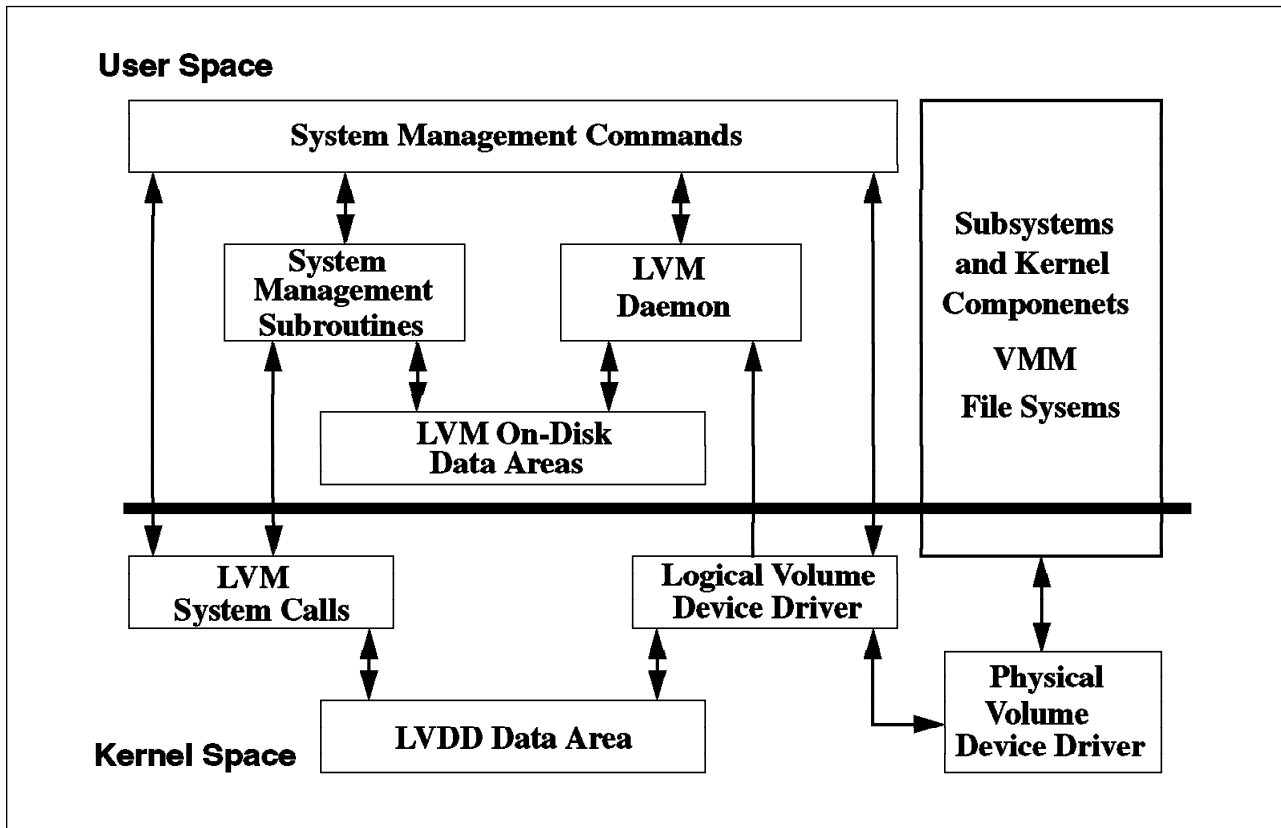 User Space
System Management Commands
System
Management
Subroutines
LVM
Daemon
Subsystems
and Kernel
Componenets
VMM
File Sysems
LVM On-Disk
Data Areas
LVM
System Calls
Logical Volume
Device Driver
LVDD Data Area
Physical
Volume
Device Driver
Kernel Space